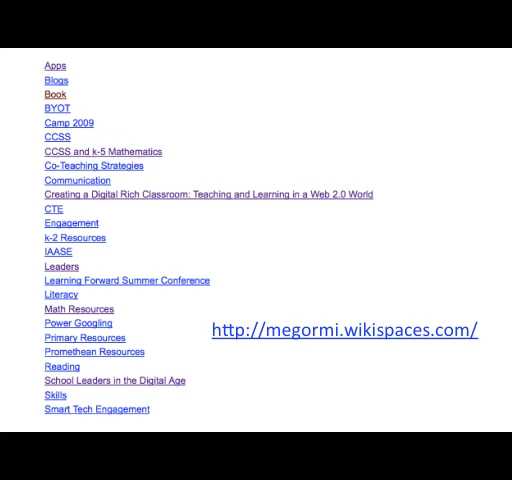 Apps
Blogs
Book
BYOT
Camp 2009
CCSS
CCSS and k-5 Mathematics
Co-Teaching Strategies
Communication
Creating a Digital Rich Classroom: Teaching and Learning in a Web 2.0 World
CTE
Engagement
k-2 Resources
IAASE
Leaders
Learning Forward Summer Conference
Literacy
Math Resources
Power Googling
http://megormi.wikispaces.com/
Primary Resources
Promethean Resources
Reading
School Leaders in the Digital Age
Skills
Smart Tech Engagement